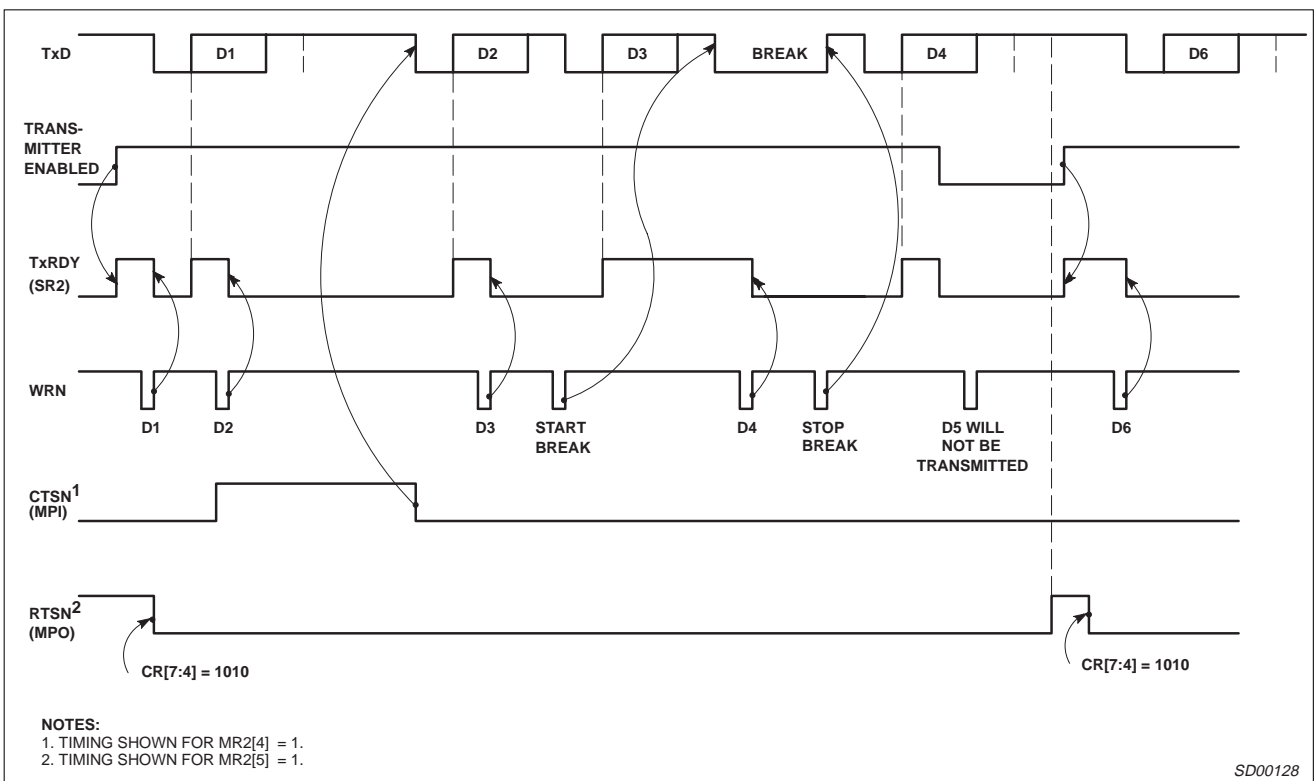 TxD
D1
D2
D3
BREAK
D4
D6
TRANS-
MITTER
ENABLED
TxRDY
(SR2)
WRN
D1
D2
D3
START
BREAK
D4
STOP
BREAK
D5 WILL
NOT BE
TRANSMITTED
D6
CTSN1
(MPI)
RTSN2
(MPO)
CR[7:4] = 1010
CR[7:4] = 1010
NOTES:
1. TIMING SHOWN FOR MR2[4] = 1.
2. TIMING SHOWN FOR MR2[5] = 1.
SD00128